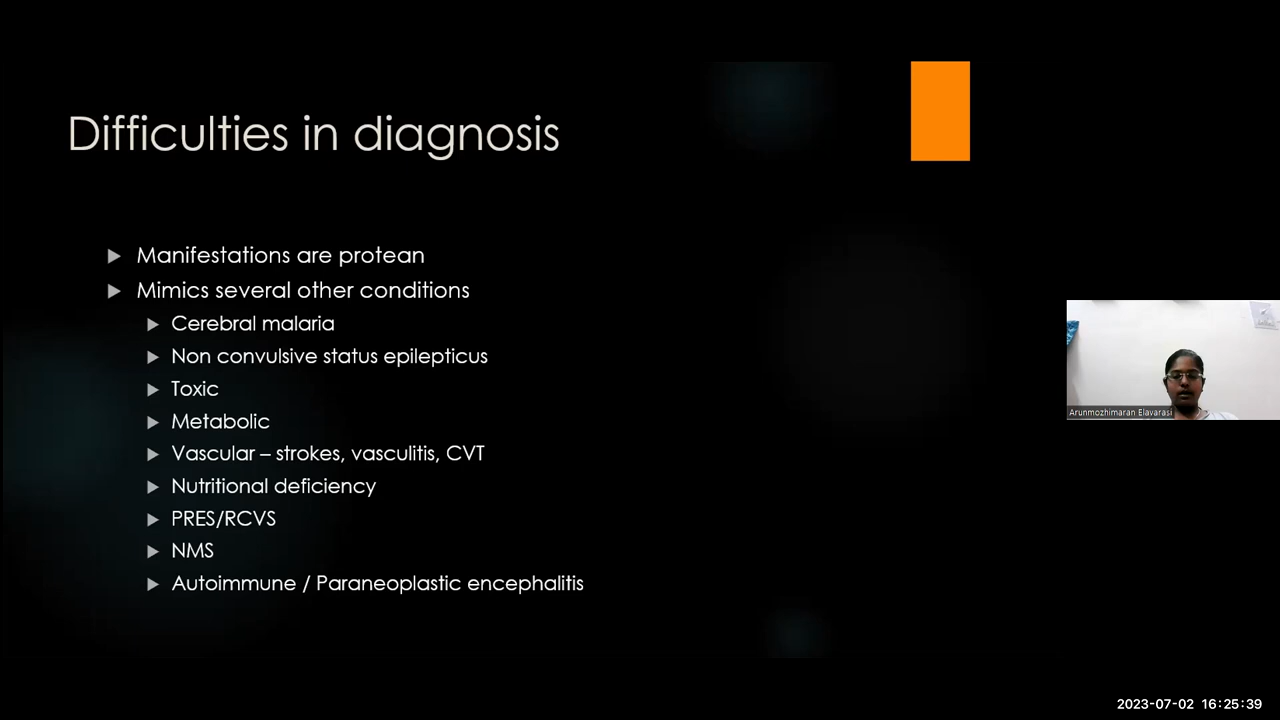 Difficulties in diagnosis
Manifestations are protean
Mimics several other conditions
Cerebral malaria
Non convulsive status epilepticus
Toxic
Metabolic
Vascular – strokes, vasculitis, CVT
Nutritional deficiency
PRES/RCVS
NMS
Autoimmune / Paraneoplastic encephalitis
Arunmozhimaran Elavarasi
2023-07-02 16:25:39